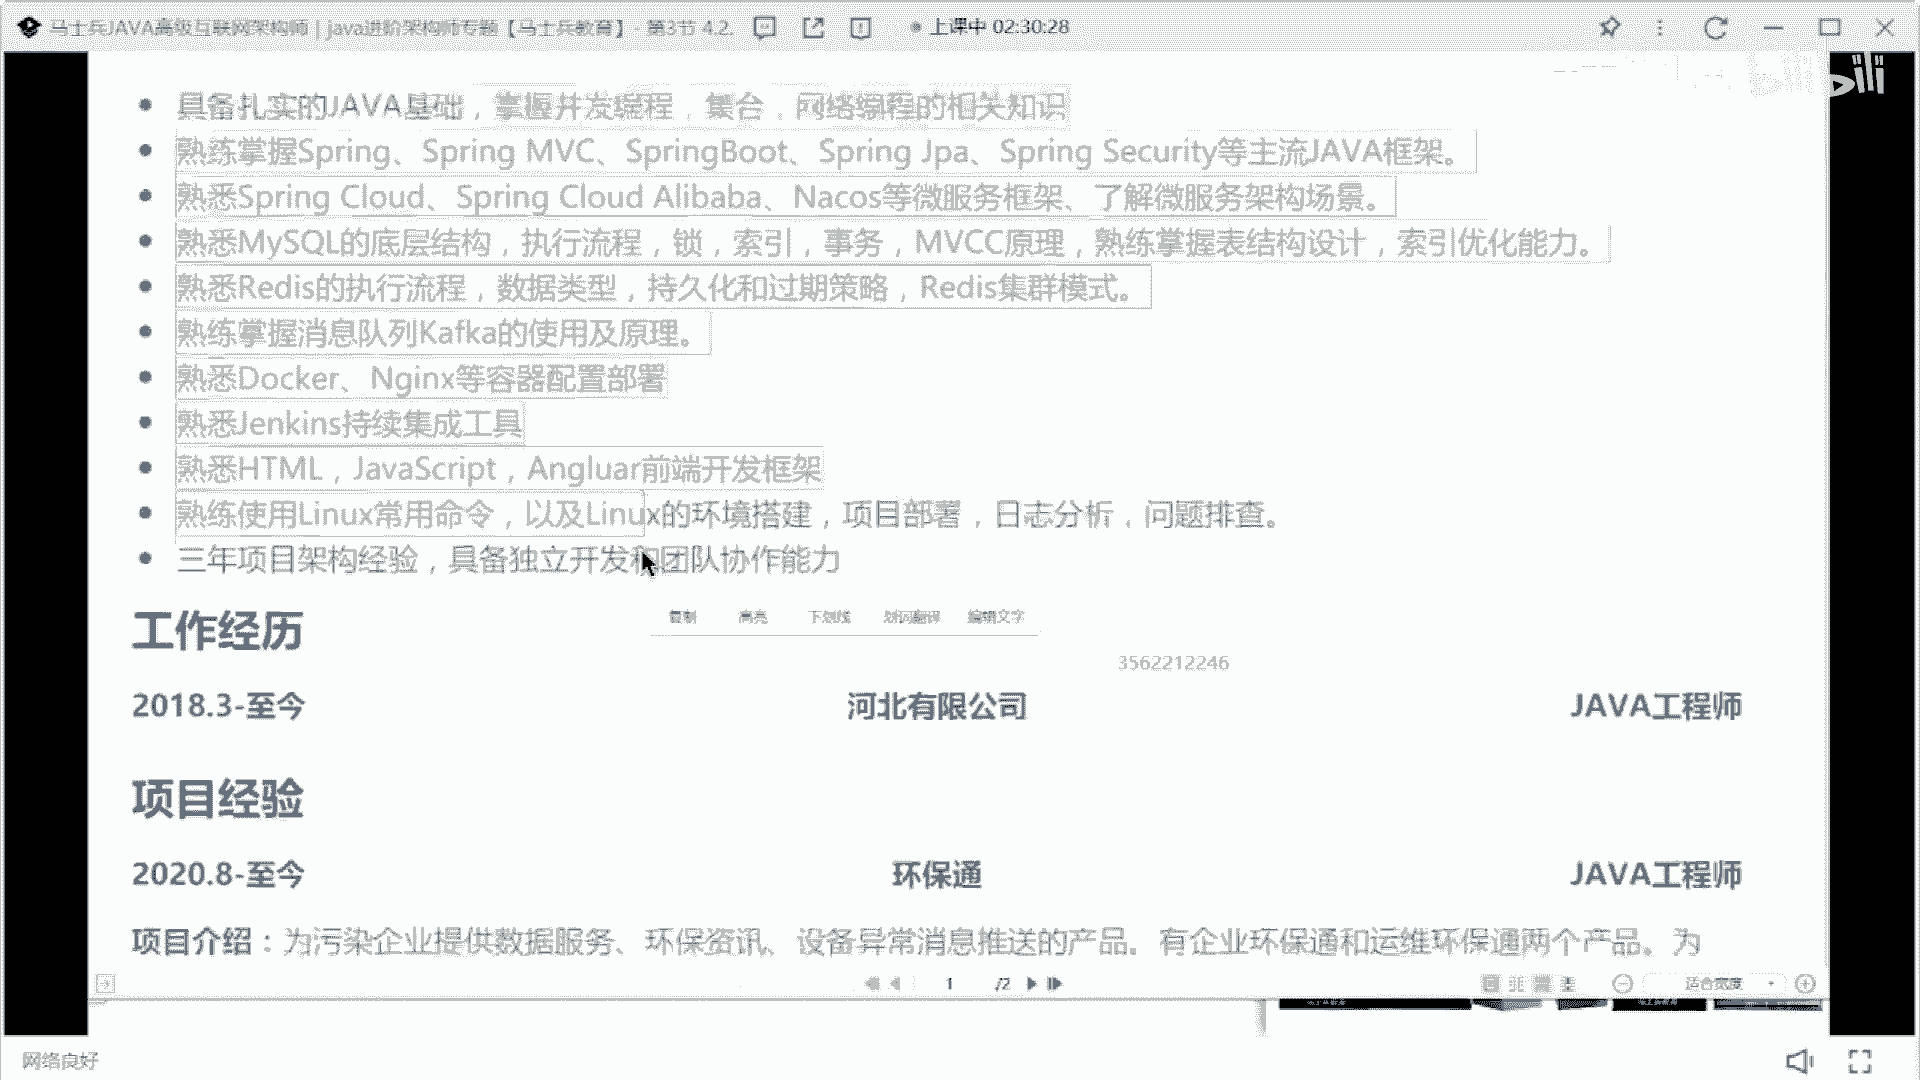 马士兵JAVA高级互联网架构师 | java进阶架构师专题【马士兵教育】 - 第3节 4.2.
上课中 02:30:28
具备扎实的JAVA基础，掌握并发编程，集合，网络编程的相关知识
熟练掌握Spring、Spring MVC、SpringBoot、Spring Jpa、Spring Security等主流JAVA框架。
熟悉Spring Cloud、Spring Cloud Alibaba、Nacos等微服务框架、了解微服务架构场景。
熟悉MySQL的底层结构，执行流程，锁，索引，事务，MVCC原理，熟练掌握表结构设计，索引优化能力。
熟悉Redis的执行流程，数据类型，持久化和过期策略，Redis集群模式。
熟练掌握消息队列Kafka的使用及原理。
熟悉Docker、Nginx等容器配置部署
熟悉Jenkins持续集成工具
熟悉HTML，JavaScript，Angluar前端开发框架
熟练使用Linux常用命令，以及Linux的环境搭建，项目部署，日志分析，问题排查。
三年项目架构经验，具备独立开发和团队协作能力
复制 高亮 下划线 划词翻译 编辑文字
工作经历
3562212246
2018.3-至今 河北有限公司 JAVA工程师
项目经验
2020.8-至今 环保通 JAVA工程师
项目介绍：为污染企业提供数据服务、环保资讯、设备异常消息推送的产品。有企业环保通和运维环保通两个产品。为
1 /2 适合宽度
网络良好